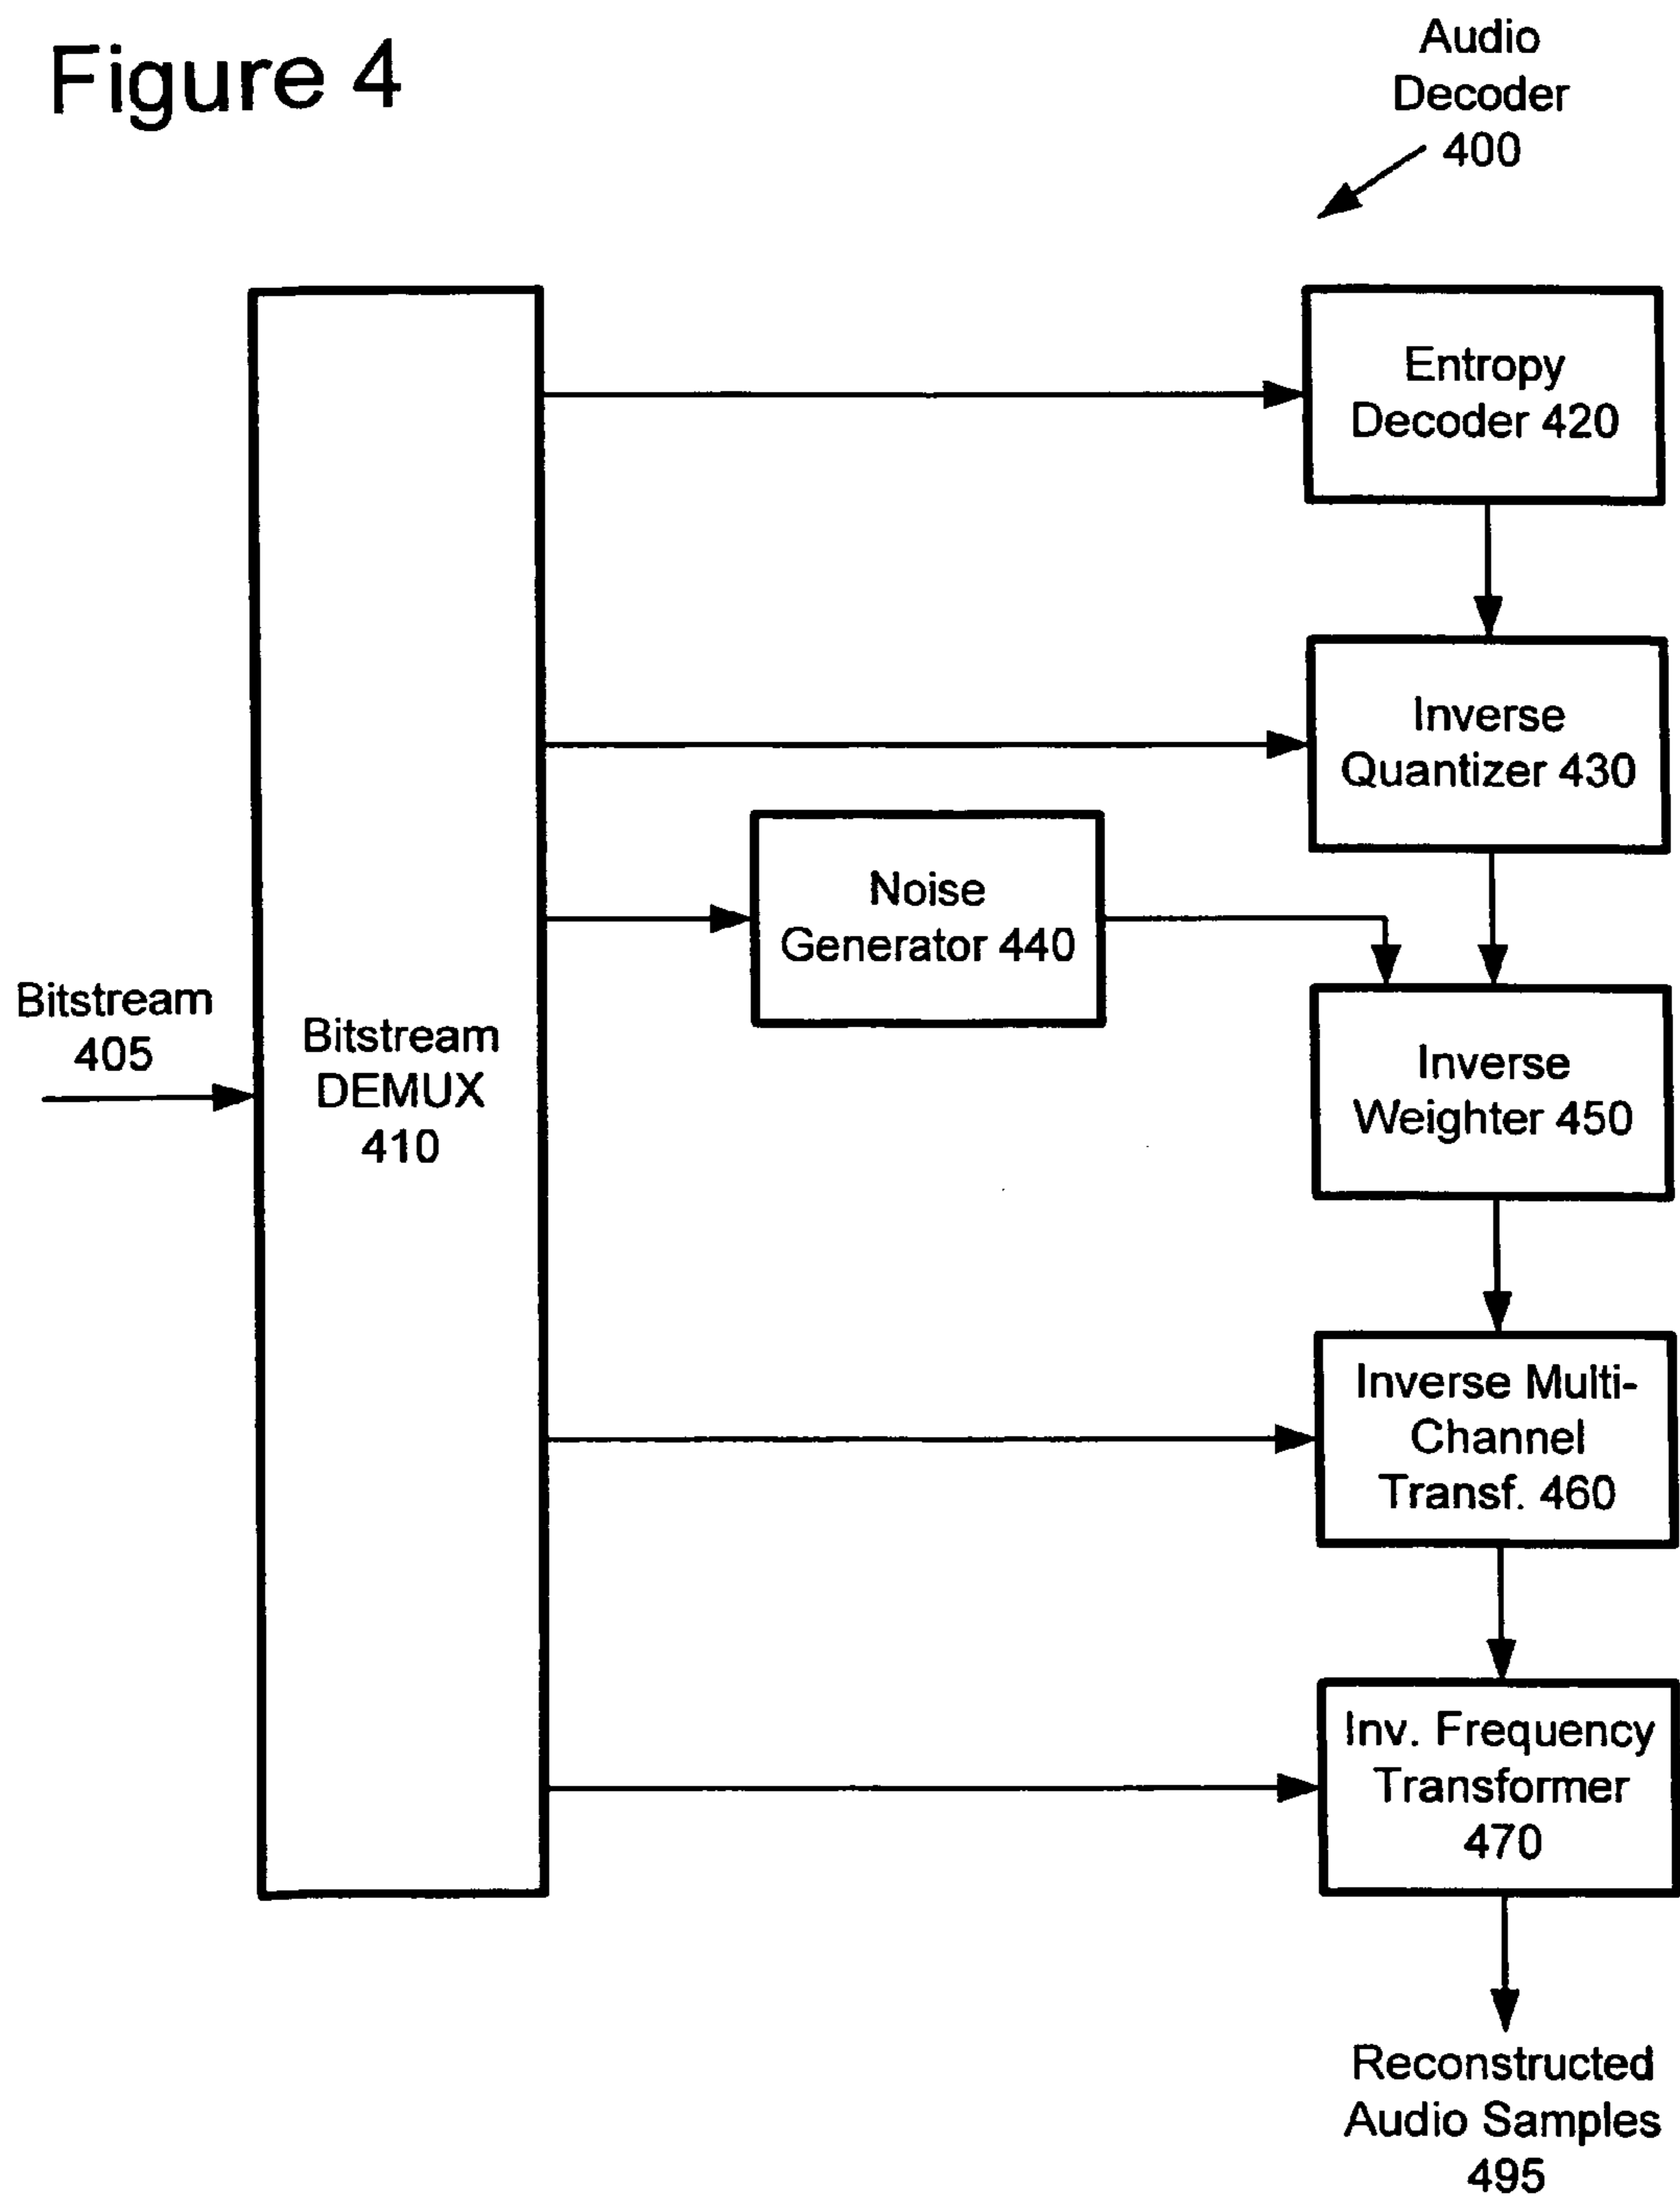 Figure 4
Audio
Decoder
400
Entropy
Decoder 420
Inverse
Quantizer 430
Noise
Generator 440
Bitstream
405
Bitstream
DEMUX
410
Inverse
Weighter 450
Inverse Multi-
Channel
Transf. 460
Inv. Frequency
Transformer
470
Reconstructed
Audio Samples
495